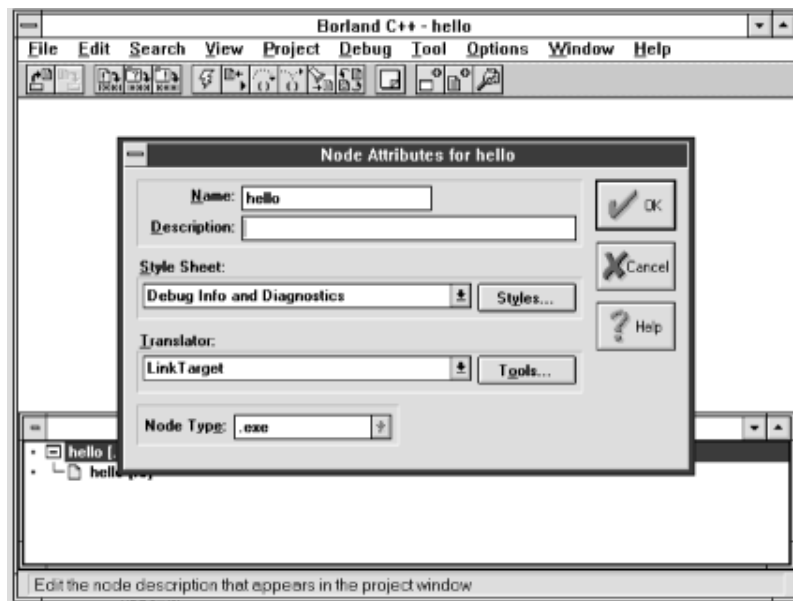 Borland C++ - hello
File Edit Search View Project Debug Tool Options Window Help
Node Attributes for hello
Name: hello
OK
Description:
Style Sheet:
Cancel
Debug Info and Diagnostics
Styles...
Help
Translator:
LinkTarget
Tools...
Node Type: .exe
hello [.
hello
Edit the node description that appears in the project window